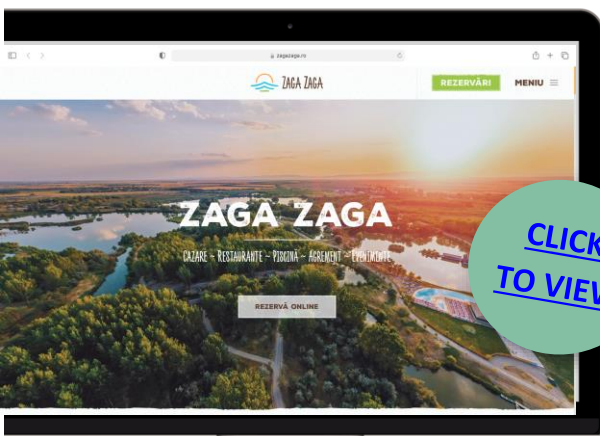 zagazaga.ro
ZAGA ZAGA
REZERVĂRI
MENIU
ZAGA ZAGA
CAZARE ~ RESTAURANTE ~ PISCINĂ ~ AGREMENT ~ EVENIMENTE
REZERVĂ ONLINE
CLICK
TO VIEW